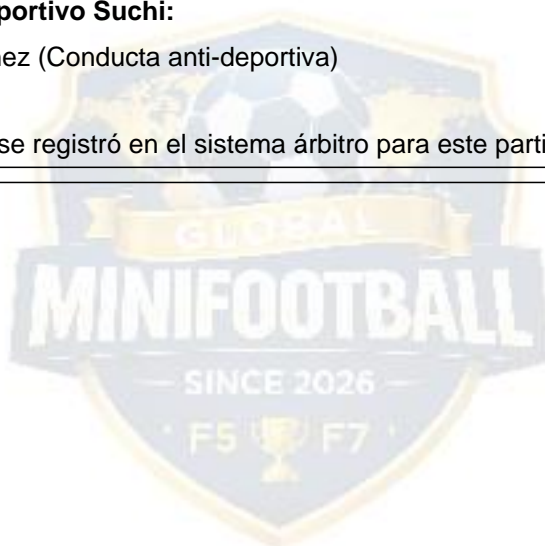 portivo Suchi:
nez (Conducta anti-deportiva)
se registró en el sistema árbitro para este parti
GLOBAL
MINIFOOTBALL
SINCE 2026
F5 F7